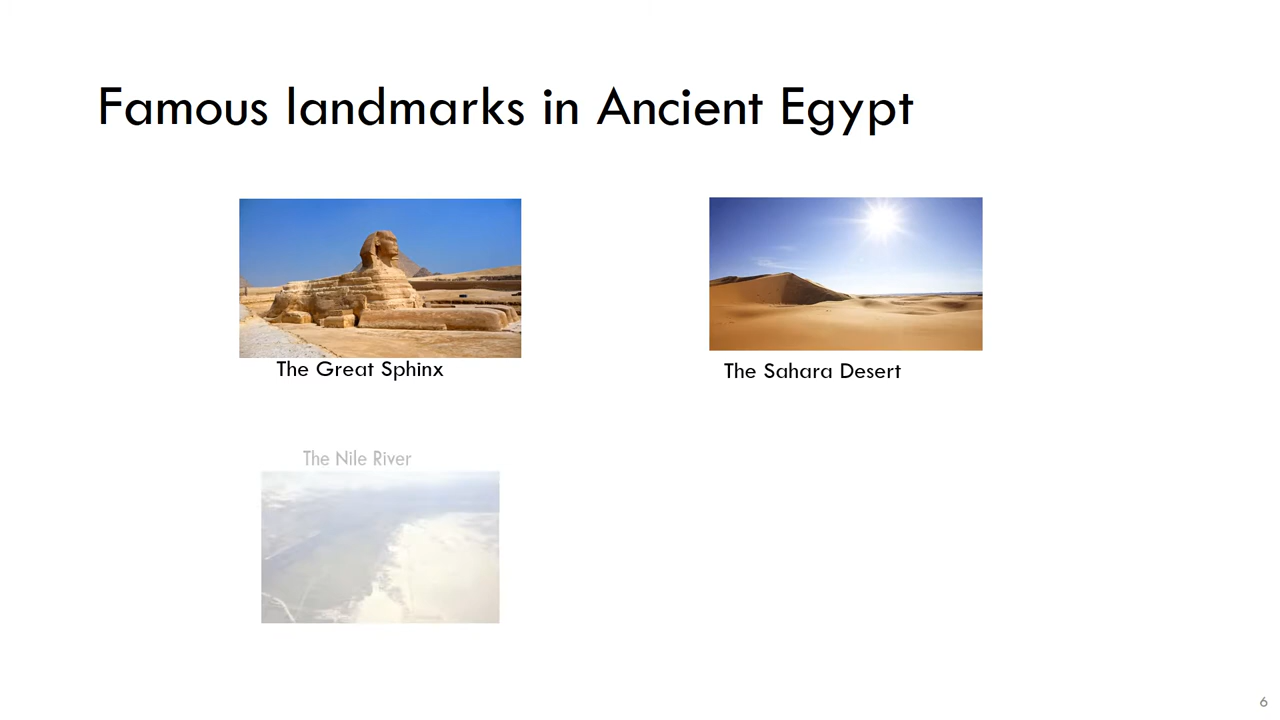 Famous landmarks in Ancient Egypt
The Great Sphinx
The Sahara Desert
The Nile River
6